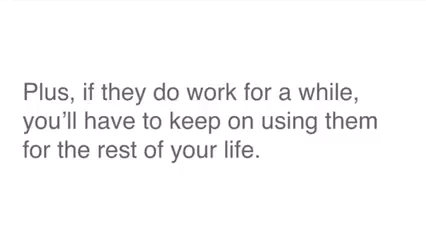 Plus, if they do work for a while,
you’ll have to keep on using them
for the rest of your life.